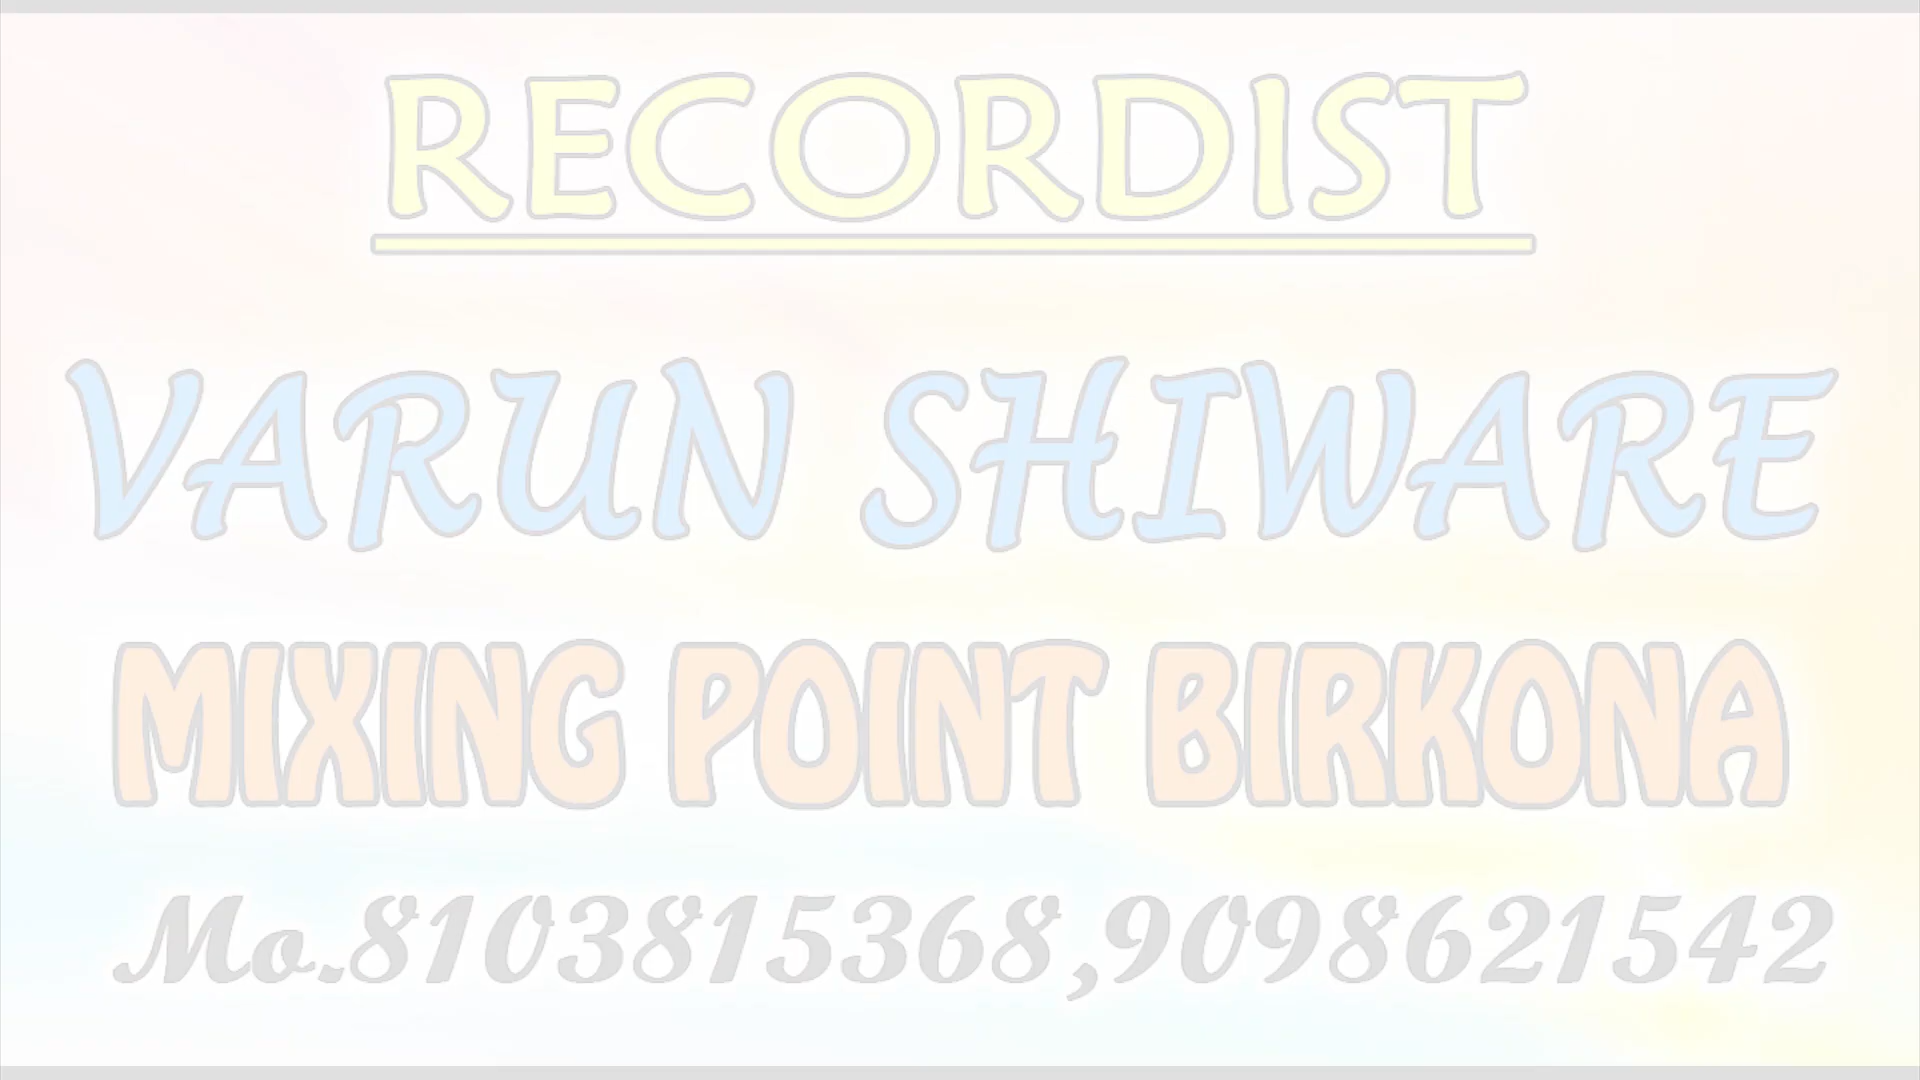 RECORDIST
VARUN SHIWARE
MIXING POINT BIRKONA
Mo.8103815368,9098621542